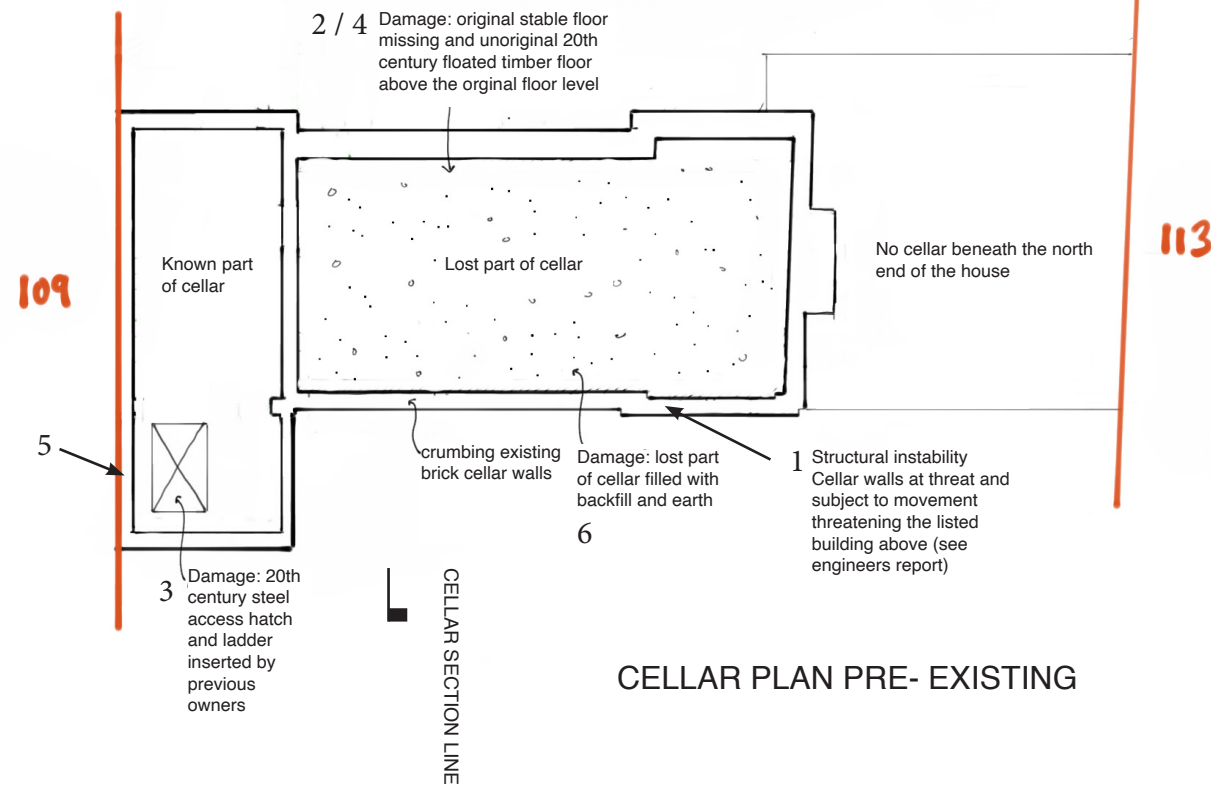 2 / 4
Damage: original stable floor
missing and unoriginal 20th
century floated timber floor
above the orginal floor level
109
Known part
of cellar
Lost part of cellar
No cellar beneath the north
end of the house
113
5
crumbing existing
brick cellar walls
Damage: lost part
of cellar filled with
backfill and earth
6
1
Structural instability
Cellar walls at threat and
subject to movement
threatening the listed
building above (see
engineers report)
3
Damage: 20th
century steel
access hatch
and ladder
inserted by
previous
owners
CELLAR SECTION LINE
CELLAR PLAN PRE- EXISTING